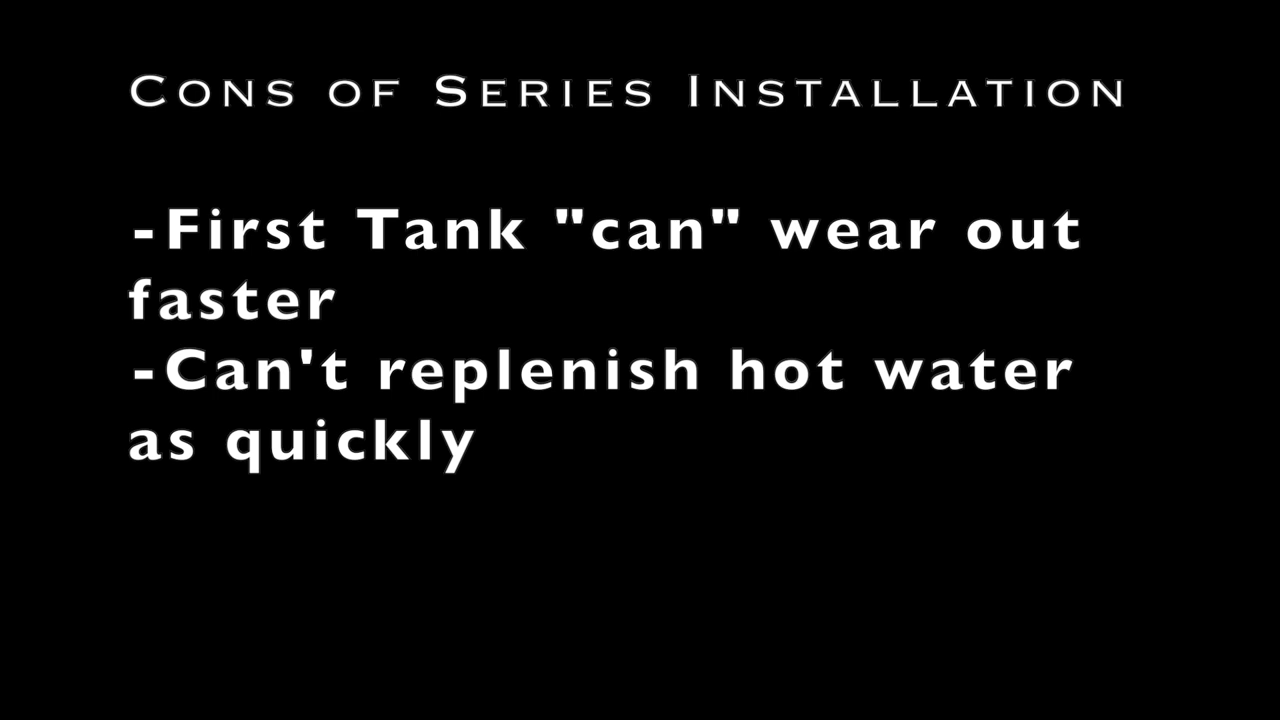 Cons of Series Installation
-First Tank "can" wear out
faster
-Can't replenish hot water
as quickly